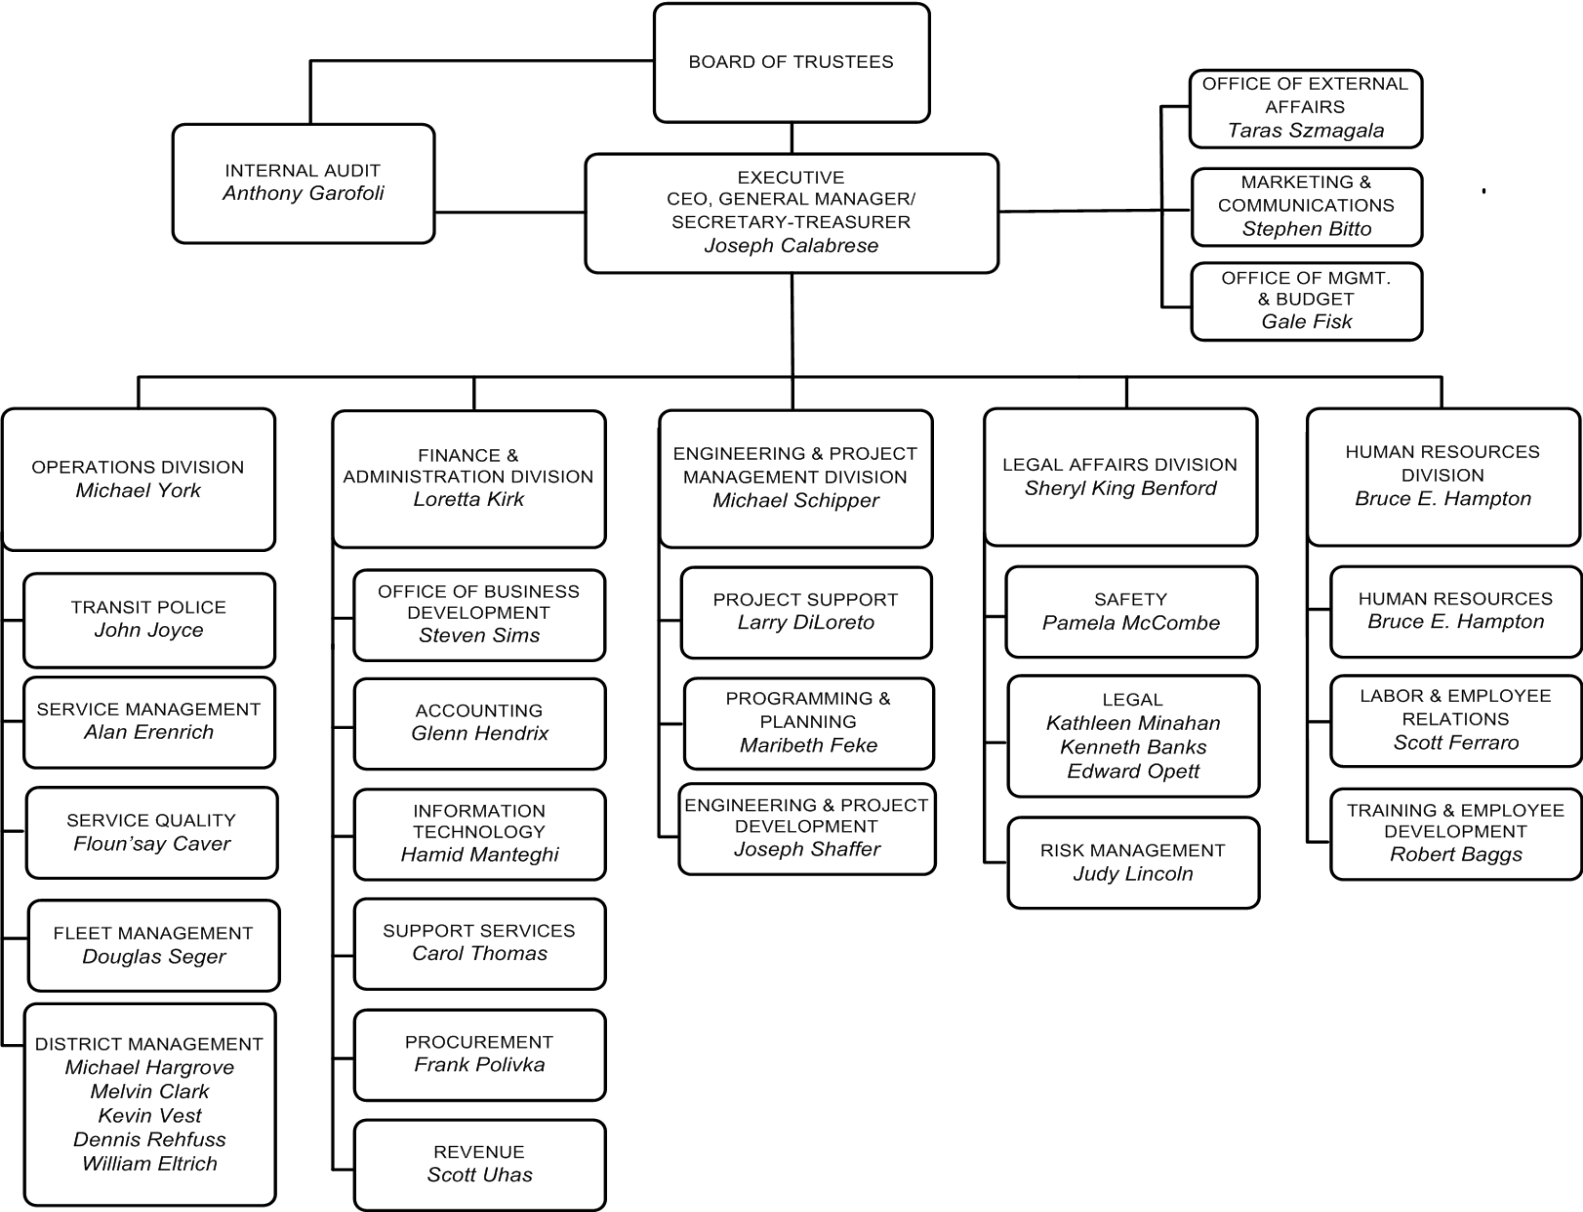 BOARD OF TRUSTEES
INTERNAL AUDIT
Anthony Garofoli
EXECUTIVE
CEO, GENERAL MANAGER/
SECRETARY-TREASURER
Joseph Calabrese
OFFICE OF EXTERNAL
AFFAIRS
Taras Szmagala
MARKETING &
COMMUNICATIONS
Stephen Bitto
OFFICE OF MGMT.
& BUDGET
Gale Fisk
OPERATIONS DIVISION
Michael York
TRANSIT POLICE
John Joyce
SERVICE MANAGEMENT
Alan Erenrich
SERVICE QUALITY
Floun'say Caver
FLEET MANAGEMENT
Douglas Seger
DISTRICT MANAGEMENT
Michael Hargrove
Melvin Clark
Kevin Vest
Dennis Rehfuss
William Eltrich
FINANCE &
ADMINISTRATION DIVISION
Loretta Kirk
OFFICE OF BUSINESS
DEVELOPMENT
Steven Sims
ACCOUNTING
Glenn Hendrix
INFORMATION
TECHNOLOGY
Hamid Manteghi
SUPPORT SERVICES
Carol Thomas
PROCUREMENT
Frank Polivka
REVENUE
Scott Uhas
ENGINEERING & PROJECT
MANAGEMENT DIVISION
Michael Schipper
PROJECT SUPPORT
Larry DiLoreto
PROGRAMMING &
PLANNING
Maribeth Feke
ENGINEERING & PROJECT
DEVELOPMENT
Joseph Shaffer
LEGAL AFFAIRS DIVISION
Sheryl King Benford
SAFETY
Pamela McCombe
LEGAL
Kathleen Minahan
Kenneth Banks
Edward Opett
RISK MANAGEMENT
Judy Lincoln
HUMAN RESOURCES
DIVISION
Bruce E. Hampton
HUMAN RESOURCES
Bruce E. Hampton
LABOR & EMPLOYEE
RELATIONS
Scott Ferraro
TRAINING & EMPLOYEE
DEVELOPMENT
Robert Baggs